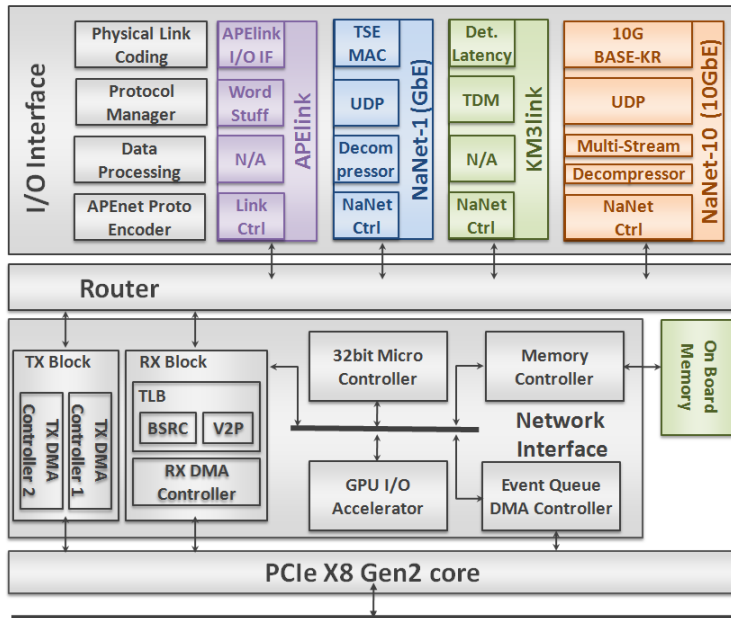 I/O Interface
Physical Link
Coding
Protocol
Manager
Data
Processing
APEnet Proto
Encoder
APElink
I/O IF
Word
Stuff
N/A
Link
Ctrl
APElink
TSE
MAC
UDP
Decom
pressor
NaNet
Ctrl
NaNet-1 (GbE)
Det.
Latency
TDM
N/A
NaNet
Ctrl
KM3link
10G
BASE-KR
UDP
Multi-Stream
Decompressor
NaNet
Ctrl
NaNet-10 (10GbE)
Router
TX Block
TX DMA
Controller 2
TX DMA
Controller 1
RX Block
TLB
BSRC
V2P
RX DMA
Controller
32bit Micro
Controller
Memory
Controller
On Board
Memory
Network
Interface
GPU I/O
Accelerator
Event Queue
DMA Controller
PCIe X8 Gen2 core